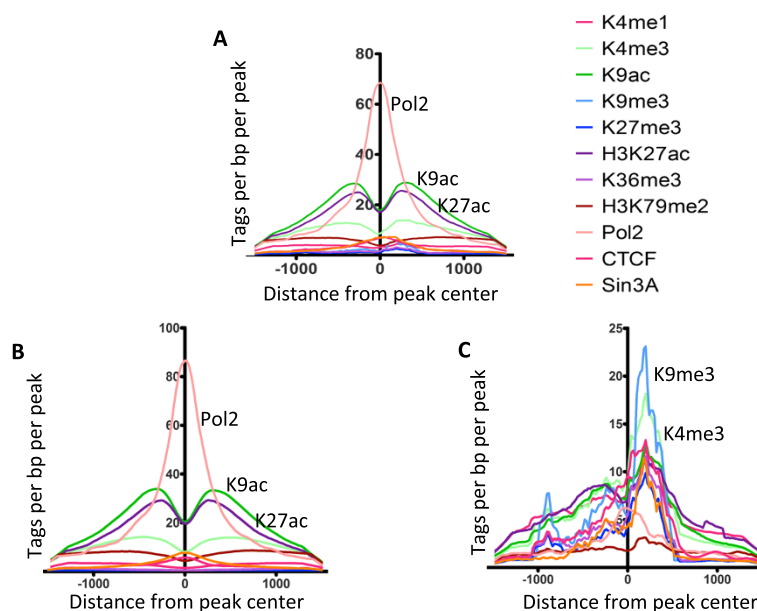 A
Tags per bp per peak
80
60
40
20
Pol2
K9ac
K27ac
-1000
0
1000
Distance from peak center
K4me1
K4me3
K9ac
K9me3
K27me3
H3K27ac
K36me3
H3K79me2
Pol2
CTCF
Sin3A
B
Tags per bp per peak
100
80
60
40
20
Pol2
K9ac
K27ac
-1000
0
1000
Distance from peak center
C
Tags per bp per peak
25
20
15
10
5
K9me3
K4me3
-1000
0
1000
Distance from peak center